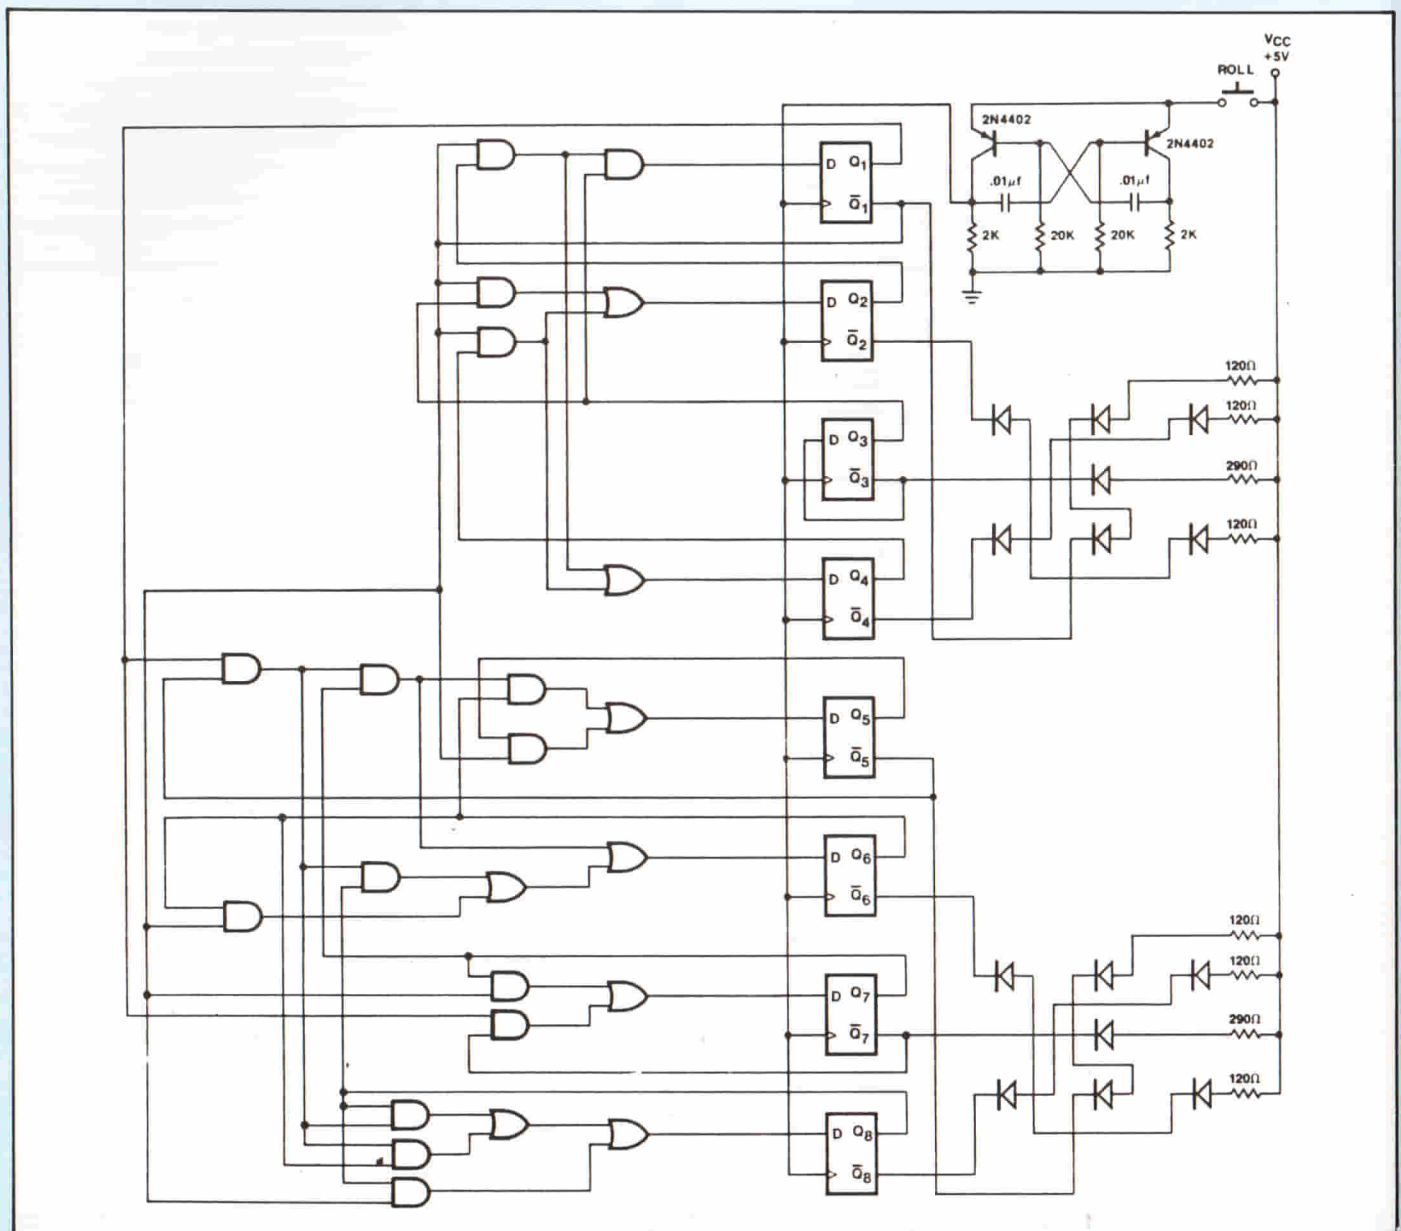 VCC
+5V
ROLL
2N4402
2N4402
.01µf
.01µf
2K
20K
20K
2K
D Q1
Q̅1
D Q2
Q̅2
120Ω
120Ω
D Q3
Q̅3
290Ω
120Ω
D Q4
Q̅4
D Q5
Q̅5
D Q6
Q̅6
120Ω
120Ω
D Q7
Q̅7
290Ω
120Ω
D Q8
Q̅8